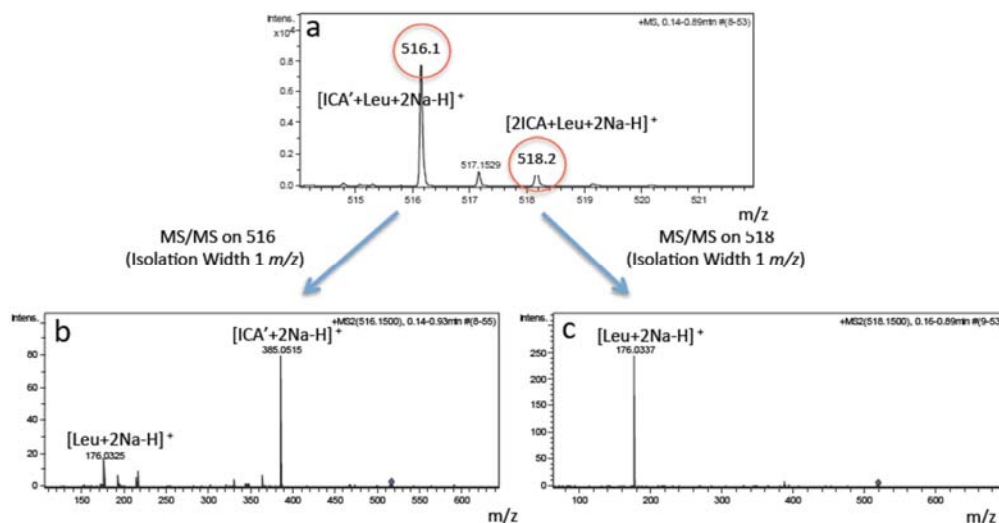 a
Intens.
x10⁴
+MS, 0.14-0.89min #(8-53)
0.8
0.6
0.4
0.2
0.0
516.1
[ICA′+Leu+2Na-H]⁺
517.1529
[2ICA+Leu+2Na-H]⁺
518.2
515 516 517 518 519 520 521
m/z
MS/MS on 516
(Isolation Width 1 m/z)
MS/MS on 518
(Isolation Width 1 m/z)
b
Intens.
+MS2(516.1500), 0.14-0.93min #(8-55)
[ICA′+2Na-H]⁺
385.0515
[Leu+2Na-H]⁺
176.0325
80
60
40
20
0
150 200 250 300 350 400 450 500 550 600
m/z
c
Intens.
+MS2(518.1500), 0.16-0.89min #(9-53
[Leu+2Na-H]⁺
176.0337
250
200
150
100
50
0
100 200 300 400 500 600
m/z